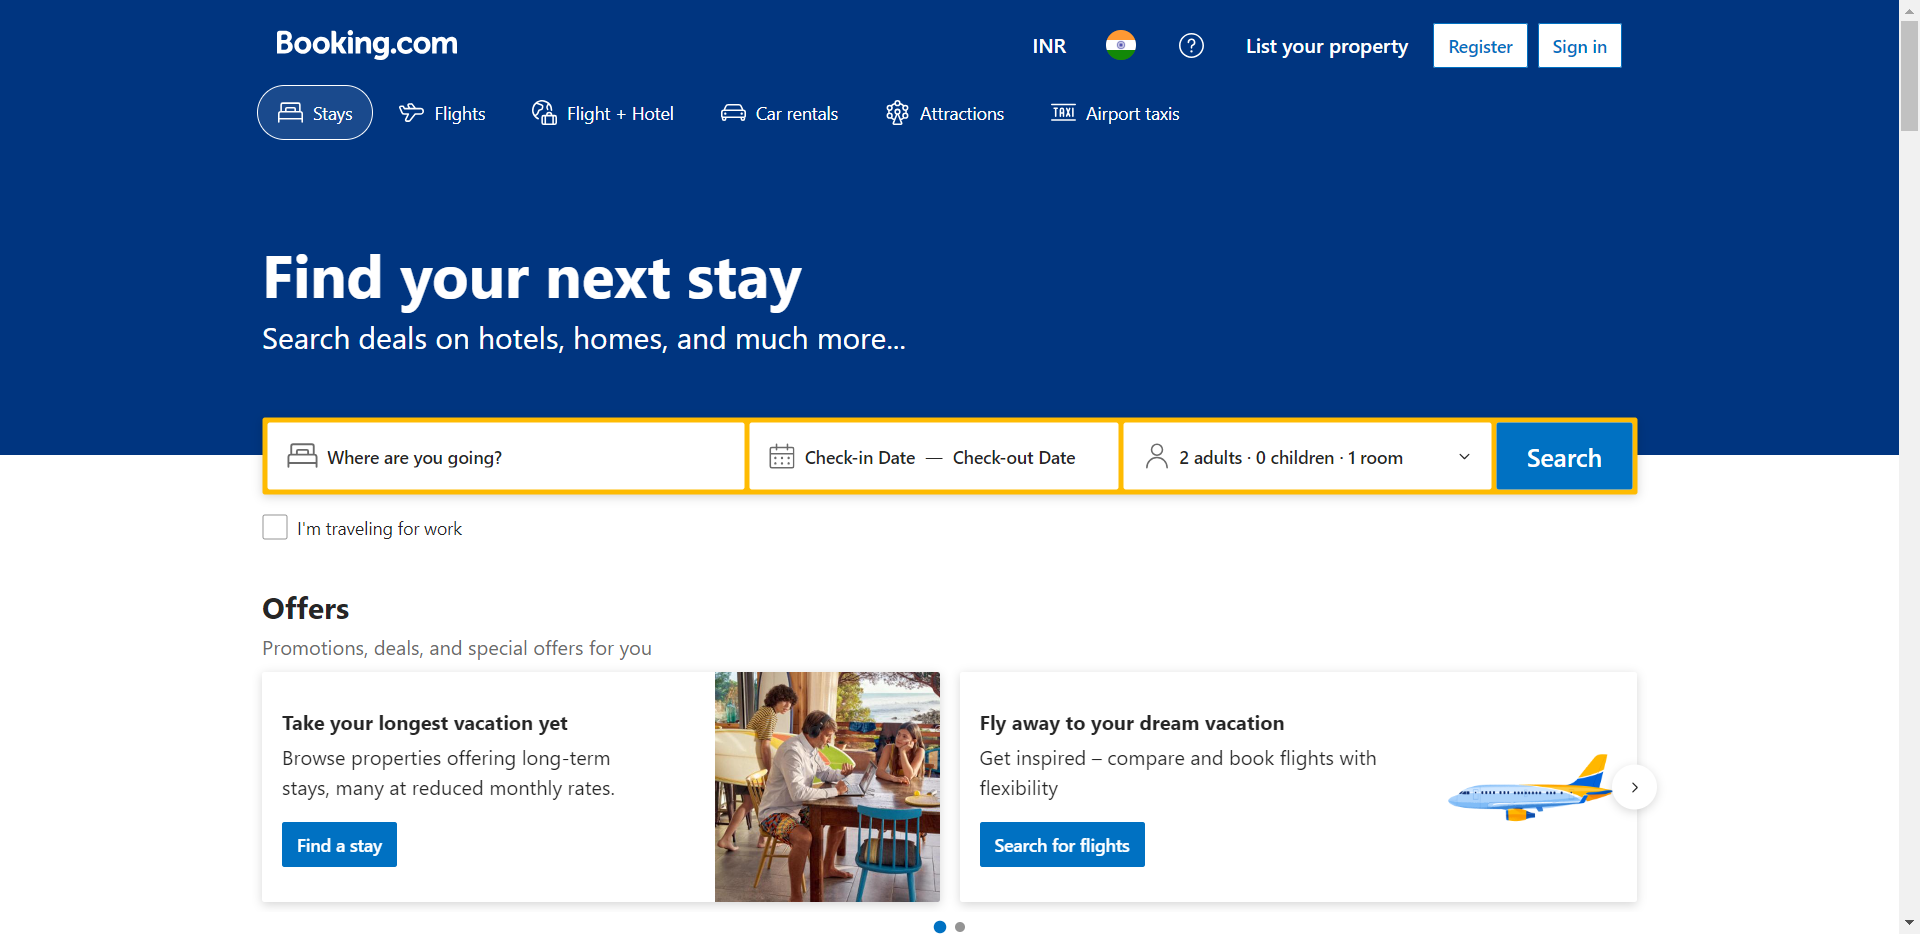 Booking.com
INR
List your property
Register
Sign in
Stays
Flights
Flight + Hotel
Car rentals
TAXI Airport taxis
Attractions
Find your next stay
Search deals on hotels, homes, and much more...
Where are you going?
Check-in Date — Check-out Date
2 adults · 0 children · 1 room
Search
I'm traveling for work
Offers
Promotions, deals, and special offers for you
Take your longest vacation yet
Browse properties offering long-term
stays, many at reduced monthly rates.
Find a stay
Fly away to your dream vacation
Get inspired – compare and book flights with
flexibility
Search for flights